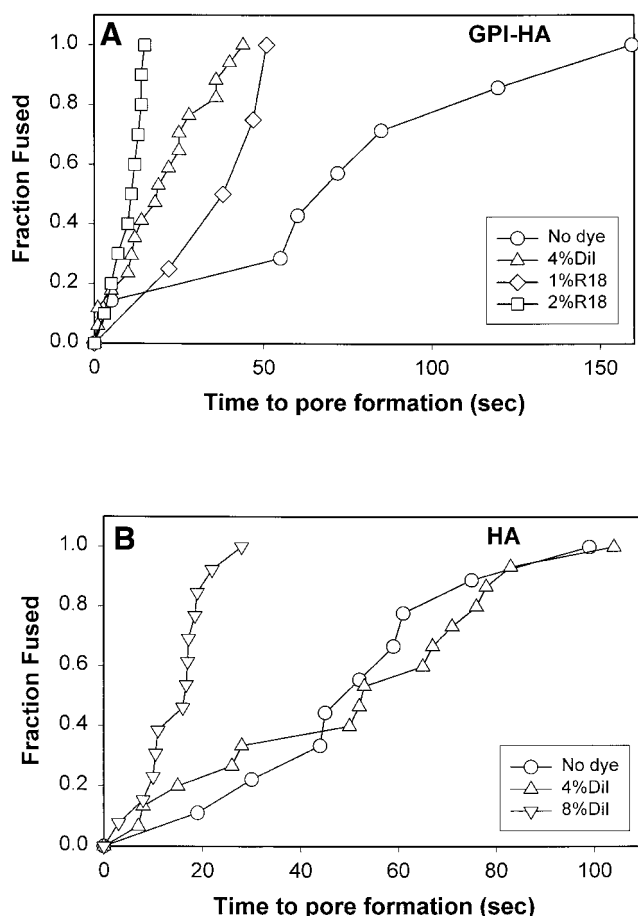 A
GPI-HA
1.0
0.8
0.6
0.4
0.2
0.0
Fraction Fused
No dye
4%DiI
1%R18
2%R18
0
50
100
150
Time to pore formation (sec)
B
HA
1.0
0.8
0.6
0.4
0.2
0.0
Fraction Fused
No dye
4%DiI
8%DiI
0
20
40
60
80
100
Time to pore formation (sec)